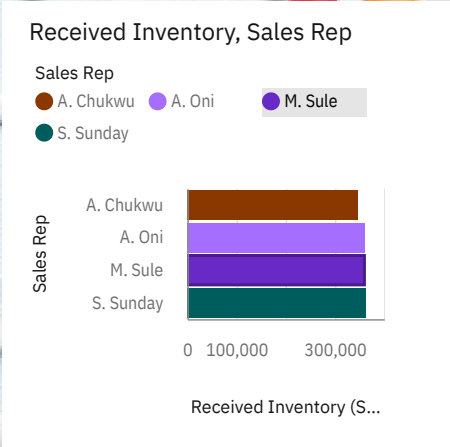 Received Inventory, Sales Rep
Sales Rep
A. Chukwu A. Oni M. Sule
S. Sunday
Sales Rep
A. Chukwu
A. Oni
M. Sule
S. Sunday
0 100,000 300,000
Received Inventory (S...